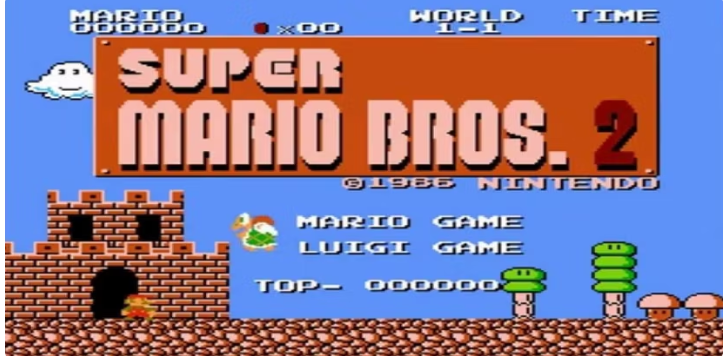 MARIO WORLD TIME
000000 ×00 1-1
SUPER
MARIO BROS. 2
©1986 NINTENDO
MARIO GAME
LUIGI GAME
TOP- 000000